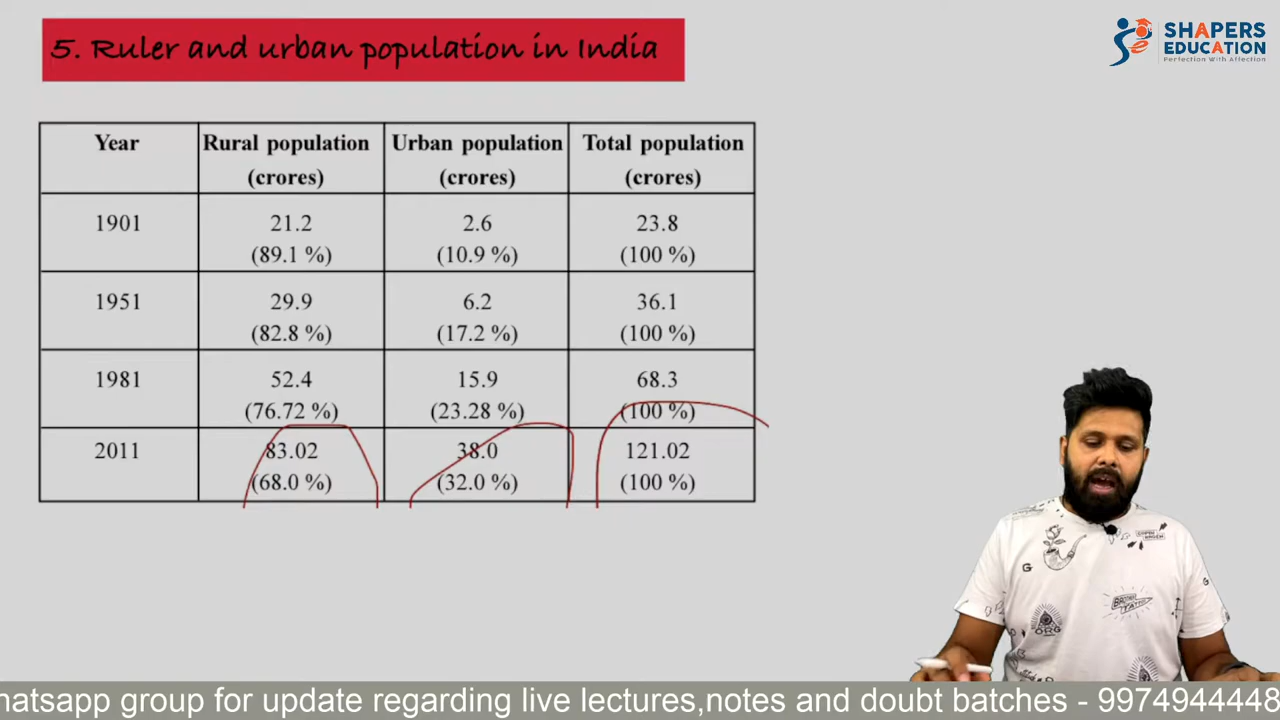 5. Ruler and urban population in India
SHAPERS
EDUCATION
Perfection With Affection
Year Rural population Urban population Total population
(crores) (crores) (crores)
1901 21.2 2.6 23.8
(89.1 %) (10.9 %) (100 %)
1951 29.9 6.2 36.1
(82.8 %) (17.2 %) (100 %)
1981 52.4 15.9 68.3
(76.72 %) (23.28 %) (100 %)
2011 83.02 38.0 121.02
(68.0 %) (32.0 %) (100 %)
hatsapp group for update regarding live lectures,notes and doubt batches - 9974944448